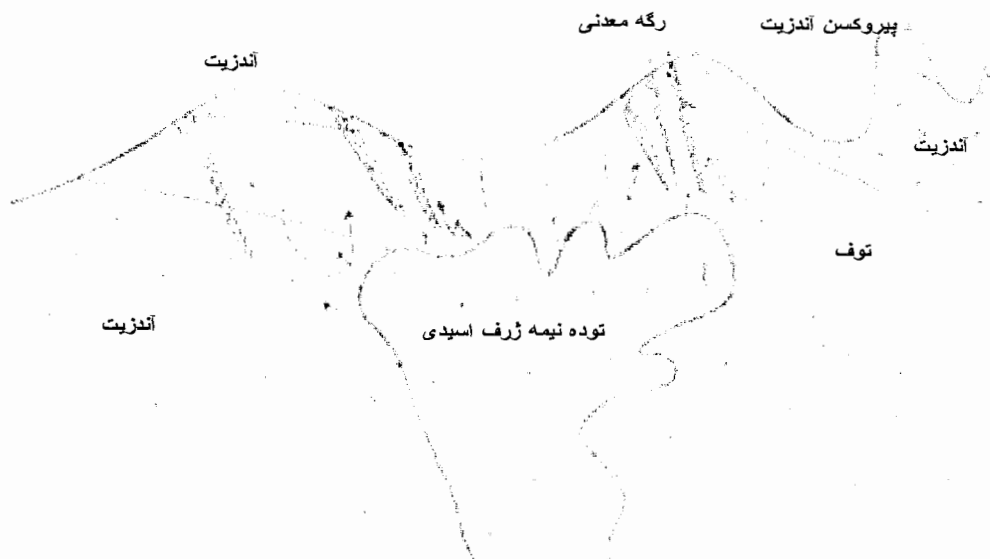 پیروکسن آندزیت
رگه معدنی
آندزیت
آندزیت
توف
آندزیت
توده نیمه ژرف اسیدی